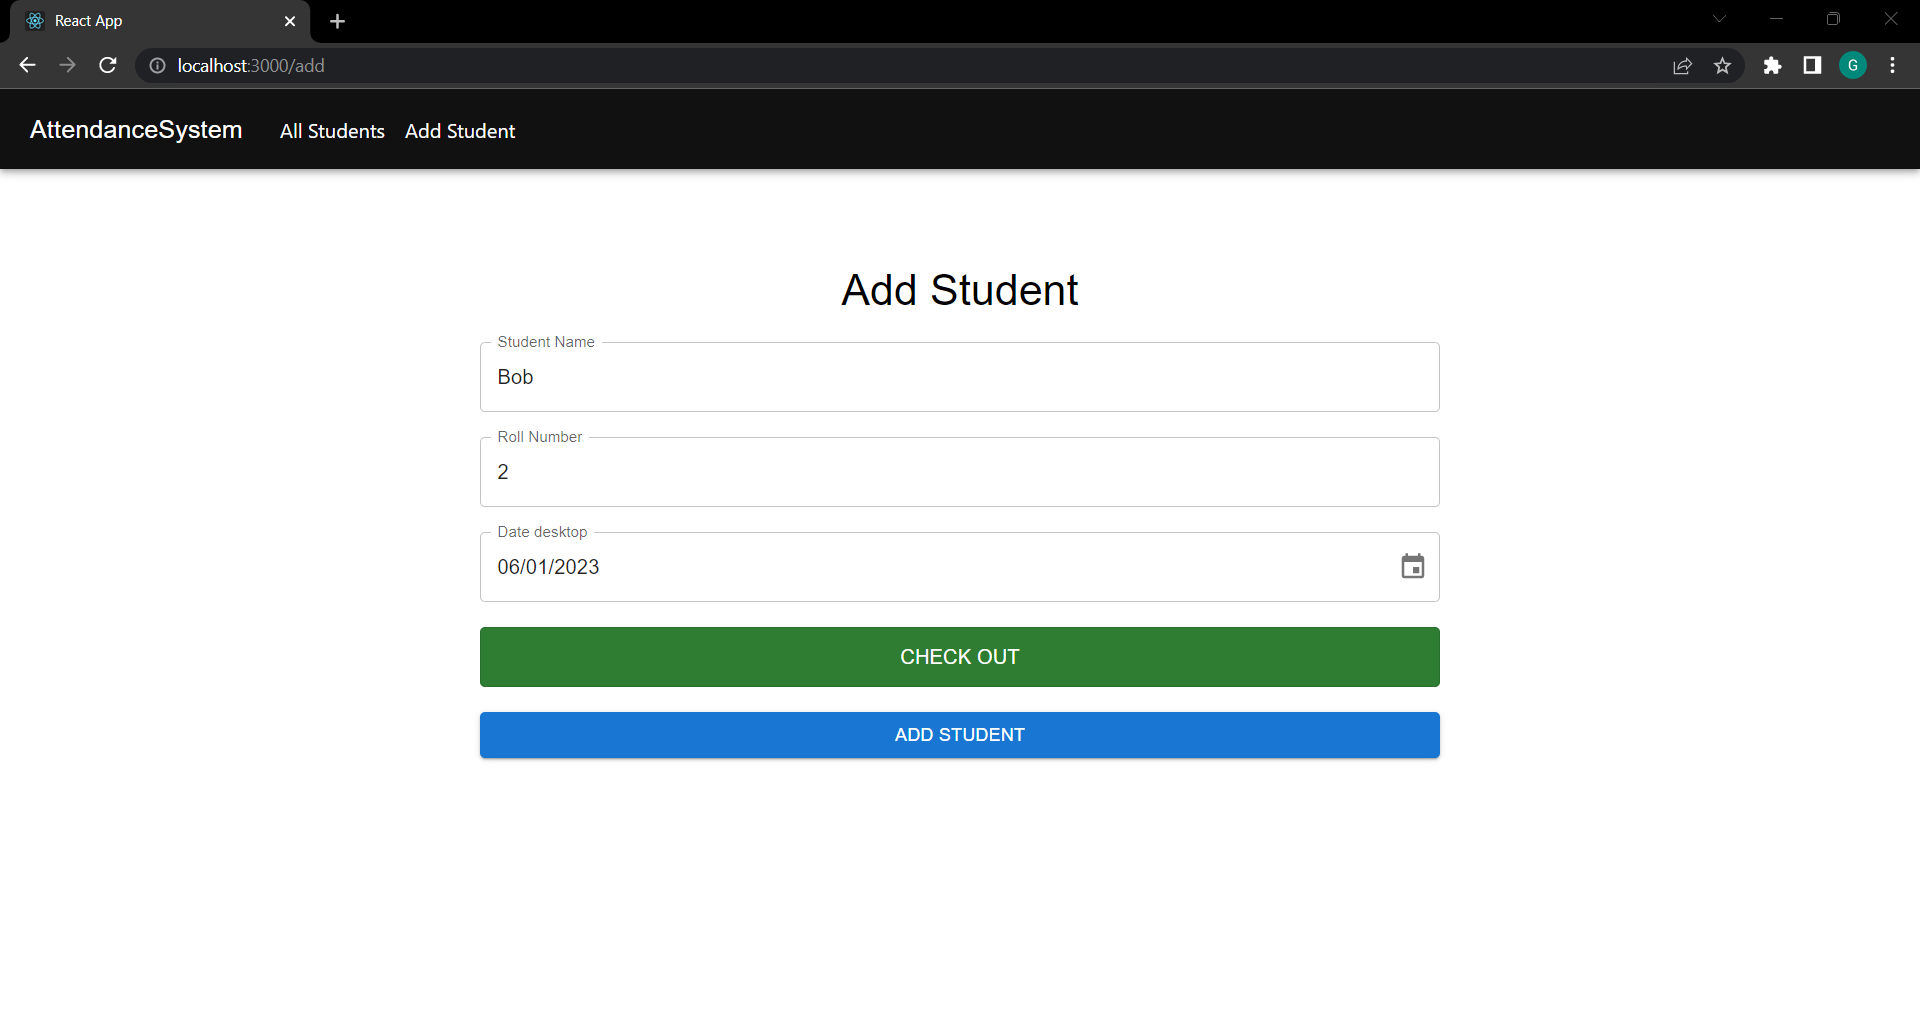 React App
localhost:3000/add
G
AttendanceSystem All Students Add Student
Add Student
Student Name
Bob
Roll Number
2
Date desktop
06/01/2023
CHECK OUT
ADD STUDENT